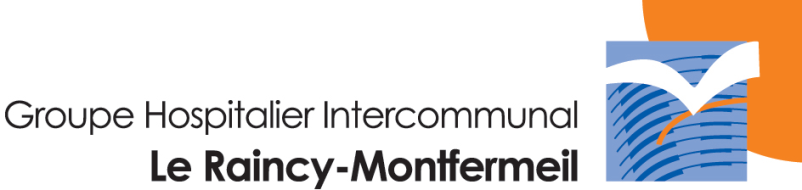 Groupe Hospitalier Intercommunal
Le Raincy-Montfermeil